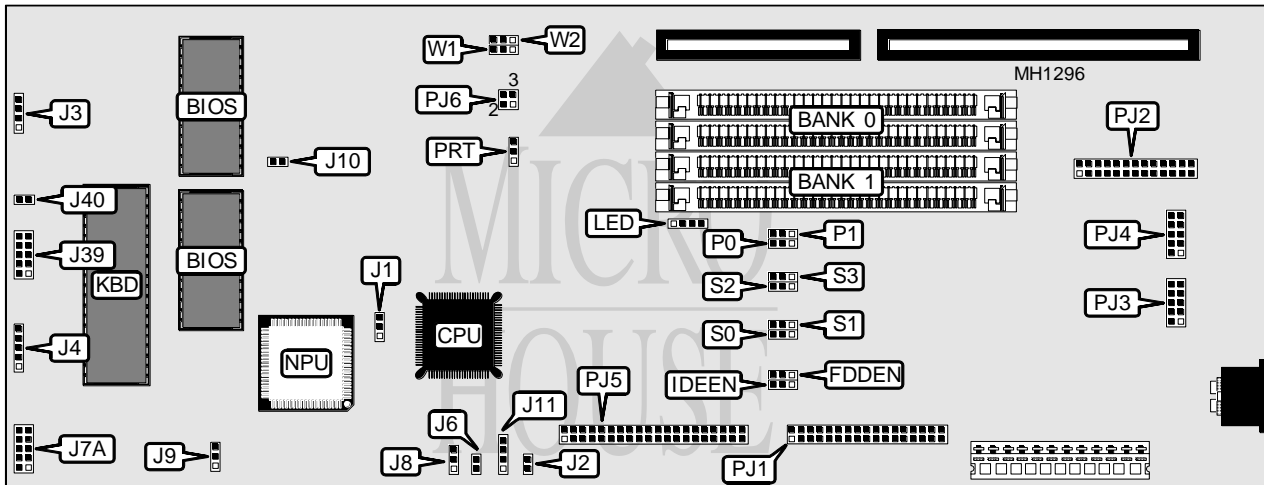 W1
W2
MH1296
3
PJ6
2
J3
BIOS
BANK 0
PJ2
PRT
J10
BANK 1
J40
LED
P0
P1
PJ4
J39
BIOS
KBD
MICRO
HOUSE
J1
S2
S3
PJ3
CPU
S0
S1
J4
NPU
PJ5
IDEEN
FDDEN
J11
J6
J7A
J9
J8
J2
PJ1